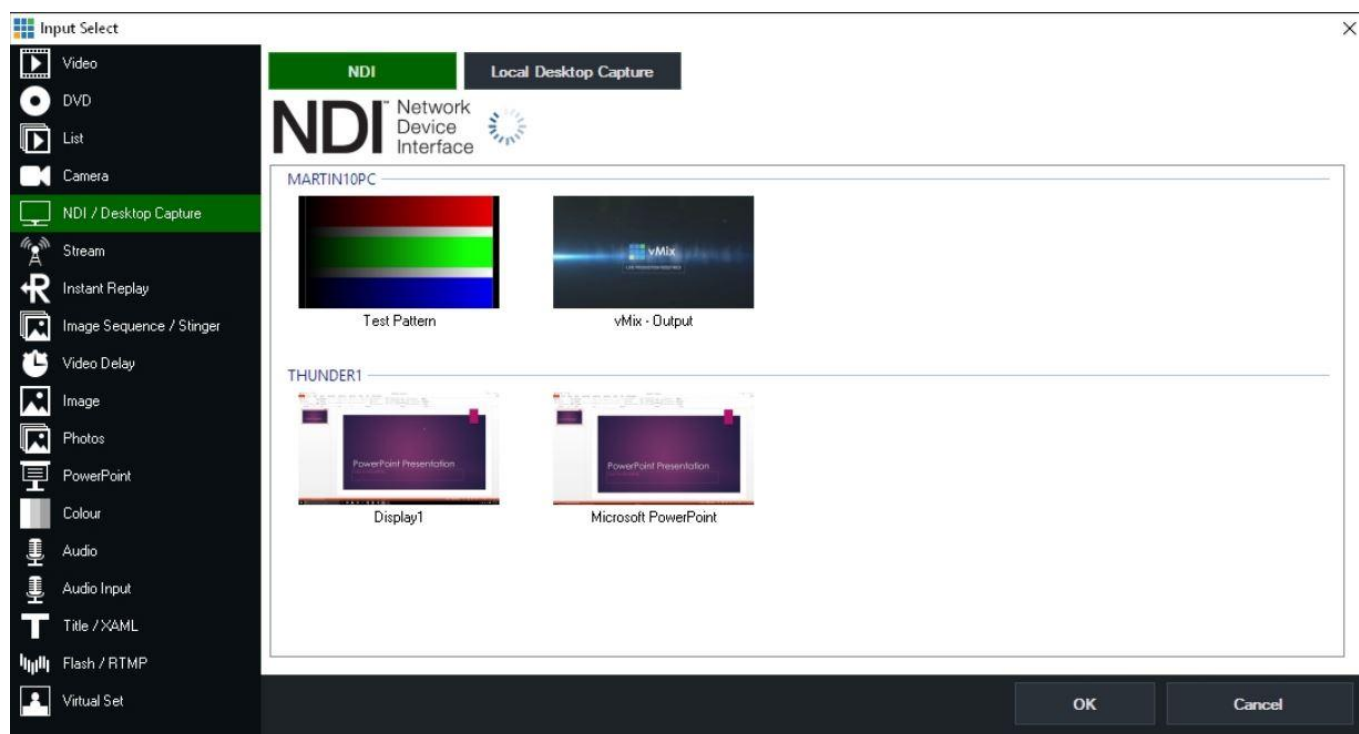 Input Select
Video
DVD
List
Camera
NDI / Desktop Capture
Stream
Instant Replay
Image Sequence / Stinger
Video Delay
Image
Photos
PowerPoint
Colour
Audio
Audio Input
Title / XAML
Flash / RTMP
Virtual Set
NDI
Local Desktop Capture
NDI™ Network
Device
Interface
MARTIN10PC
vMix
Test Pattern
vMix - Output
THUNDER1
PowerPoint Presentation
PowerPoint Presentation
Display1
Microsoft PowerPoint
OK
Cancel